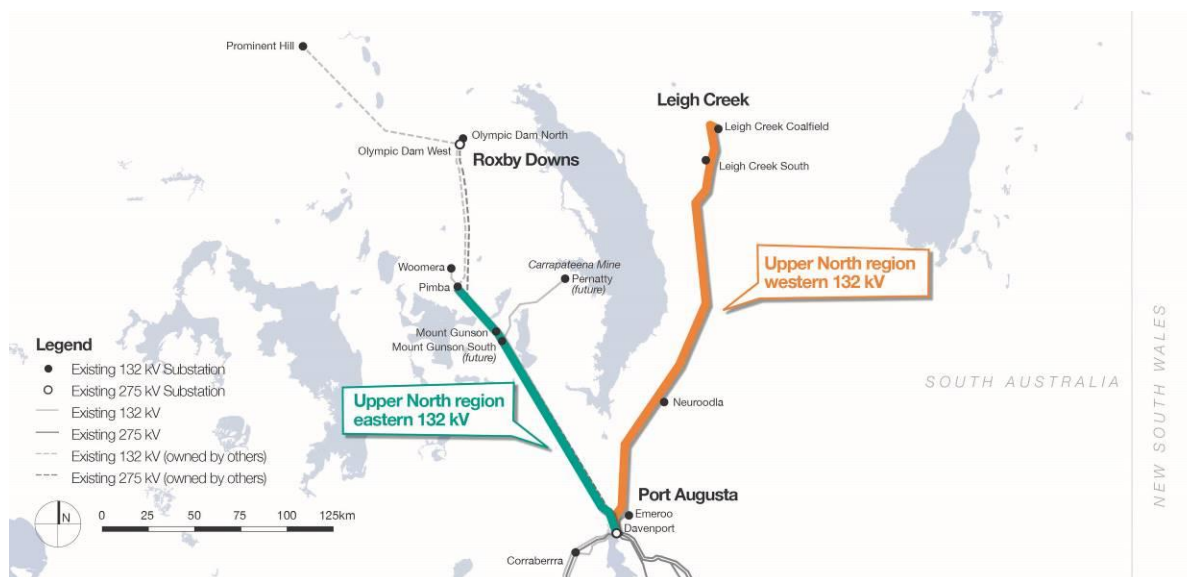 Prominent Hill
Leigh Creek
Leigh Creek Coalfield
Olympic Dam North
Olympic Dam West
Roxby Downs
Leigh Creek South
Woomera
Carrapateena Mine
Pernatty
(future)
Pimba
Upper North region
western 132 kV
Mount Gunson
Mount Gunson South
(future)
Legend
Existing 132 kV Substation
Existing 275 kV Substation
Existing 132 kV
Existing 275 kV
Existing 132 kV (owned by others)
Existing 275 kV (owned by others)
Upper North region
eastern 132 kV
SOUTH AUSTRALIA
NEW SOUTH WALES
Neuroodla
Port Augusta
Emeroo
Davenport
Corraberrra
N
0 25 50 75 100 125km